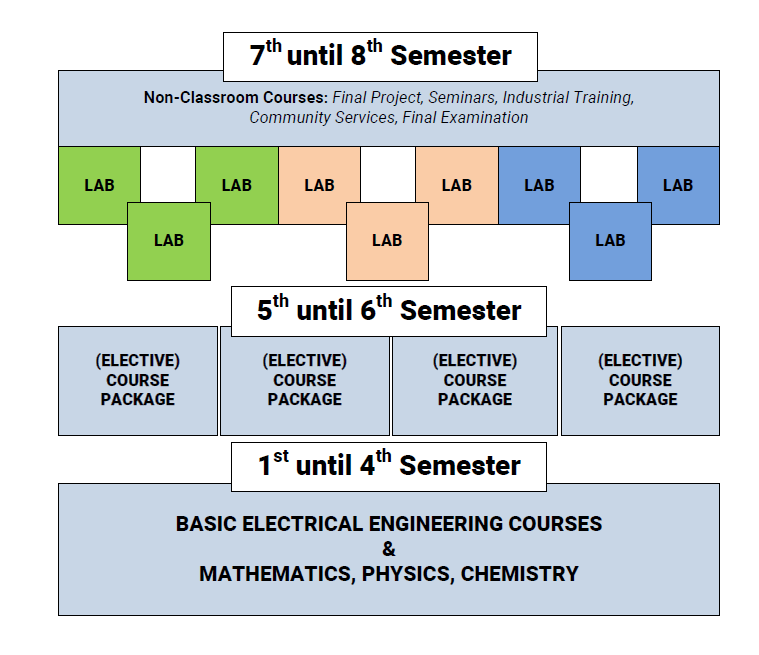 7th until 8th Semester
Non-Classroom Courses: Final Project, Seminars, Industrial Training,
Community Services, Final Examination
LAB
LAB
LAB
LAB
LAB
LAB
LAB
LAB
LAB
5th until 6th Semester
(ELECTIVE)
COURSE
PACKAGE
(ELECTIVE)
COURSE
PACKAGE
(ELECTIVE)
COURSE
PACKAGE
(ELECTIVE)
COURSE
PACKAGE
1st until 4th Semester
BASIC ELECTRICAL ENGINEERING COURSES
&
MATHEMATICS, PHYSICS, CHEMISTRY